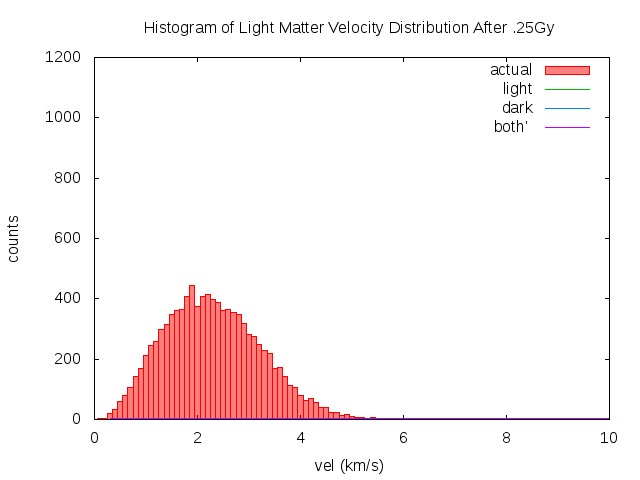 Histogram of Light Matter Velocity Distribution After .25Gy
1200
1000
800
600
400
200
0
counts
actual
light
dark
both'
0 2 4 6 8 10
vel (km/s)